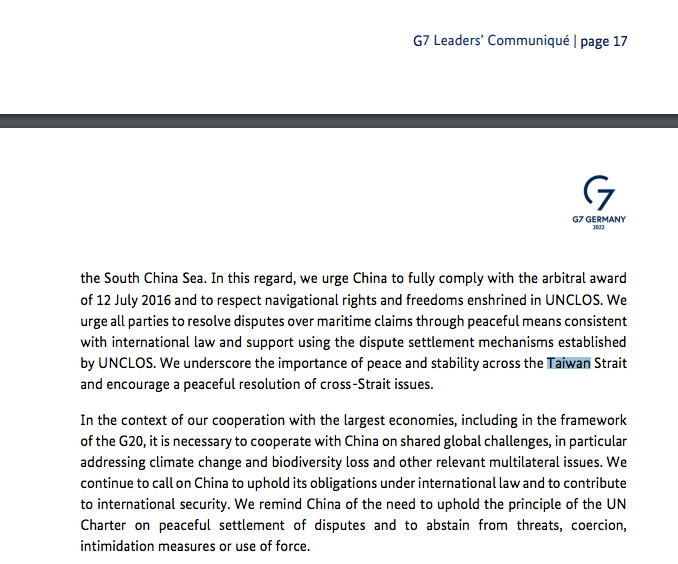 G7 Leaders' Communiqué | page 17
G7
G7 GERMANY
2022
the South China Sea. In this regard, we urge China to fully comply with the arbitral award
of 12 July 2016 and to respect navigational rights and freedoms enshrined in UNCLOS. We
urge all parties to resolve disputes over maritime claims through peaceful means consistent
with international law and support using the dispute settlement mechanisms established
by UNCLOS. We underscore the importance of peace and stability across the Taiwan Strait
and encourage a peaceful resolution of cross-Strait issues.
In the context of our cooperation with the largest economies, including in the framework
of the G20, it is necessary to cooperate with China on shared global challenges, in particular
addressing climate change and biodiversity loss and other relevant multilateral issues. We
continue to call on China to uphold its obligations under international law and to contribute
to international security. We remind China of the need to uphold the principle of the UN
Charter on peaceful settlement of disputes and to abstain from threats, coercion,
intimidation measures or use of force.